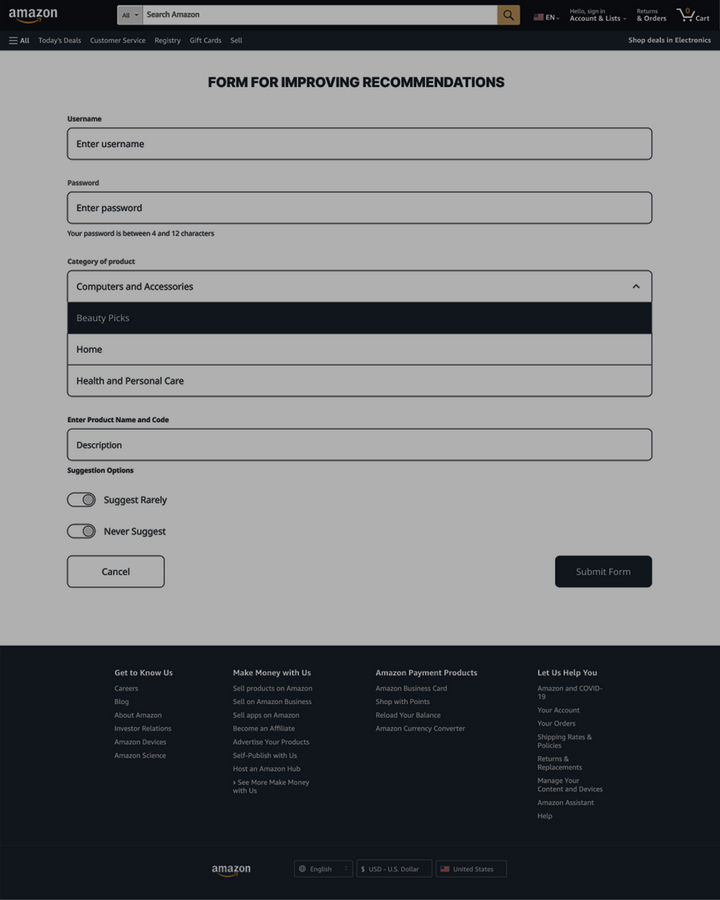 amazon
All
Search Amazon
EN
Hello, sign in
Account & Lists
Returns
& Orders
0
Cart
All
Today's Deals
Customer Service
Registry
Gift Cards
Sell
Shop deals in Electronics
FORM FOR IMPROVING RECOMMENDATIONS
Username
Enter username
Password
Enter password
Your password is between 4 and 12 characters
Category of product
Computers and Accessories
Beauty Picks
Home
Health and Personal Care
Enter Product Name and Code
Description
Suggestion Options
Suggest Rarely
Never Suggest
Cancel
Submit Form
Get to Know Us
Careers
Blog
About Amazon
Investor Relations
Amazon Devices
Amazon Science
Make Money with Us
Sell products on Amazon
Sell on Amazon Business
Sell apps on Amazon
Become an Affiliate
Advertise Your Products
Self-Publish with Us
Host an Amazon Hub
› See More Make Money
with Us
Amazon Payment Products
Amazon Business Card
Shop with Points
Reload Your Balance
Amazon Currency Converter
Let Us Help You
Amazon and COVID-
19
Your Account
Your Orders
Shipping Rates &
Policies
Returns &
Replacements
Manage Your
Content and Devices
Amazon Assistant
Help
amazon
English
$ USD - U.S. Dollar
United States